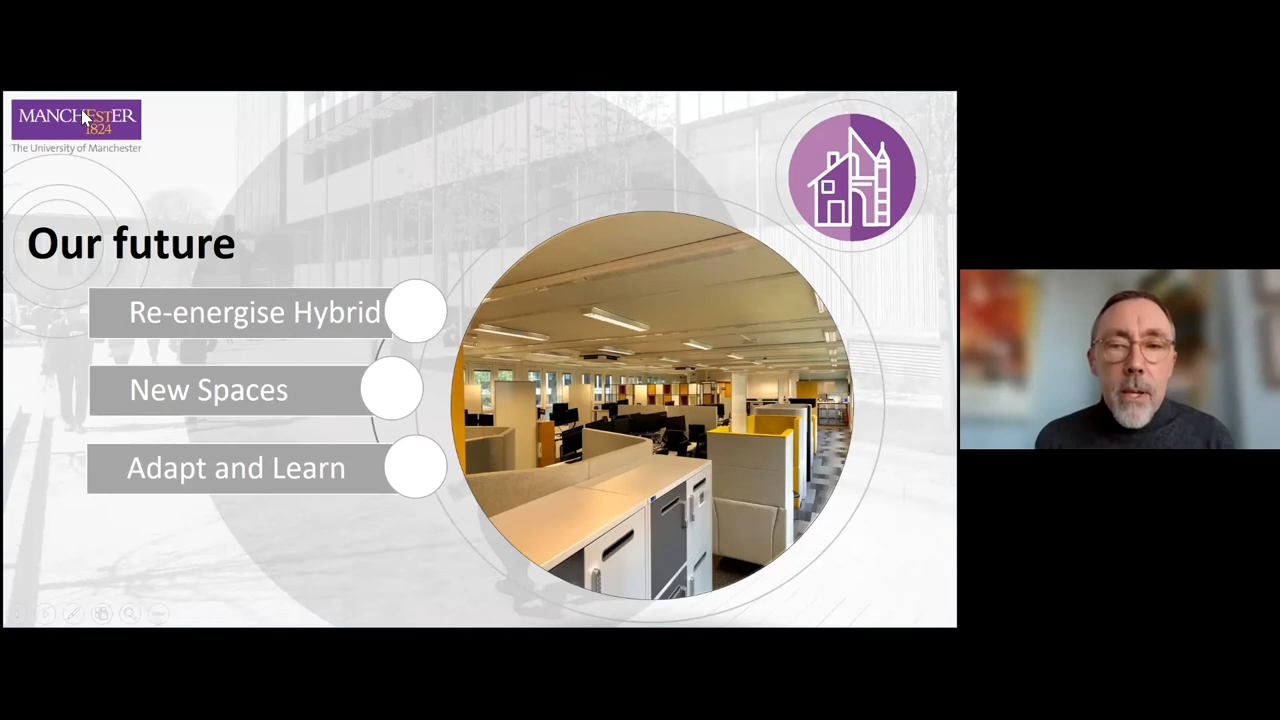 MANCHESTER
1824
The University of Manchester
Our future
Re-energise Hybrid
New Spaces
Adapt and Learn